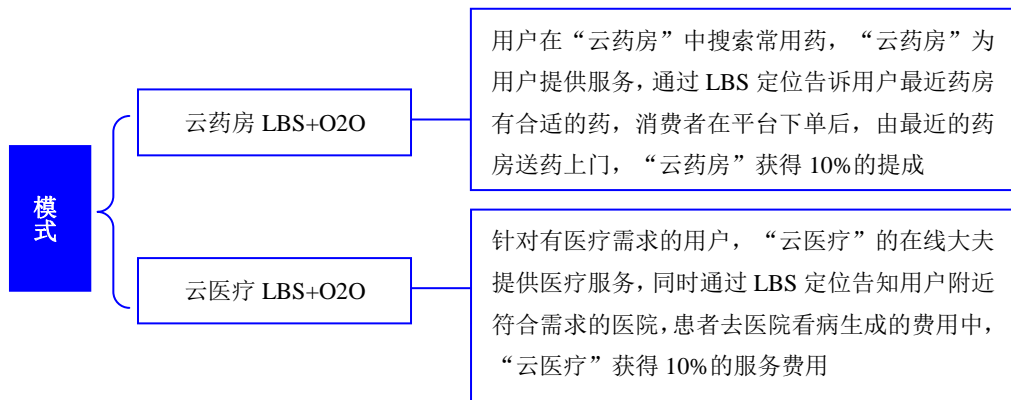 模
式
云药房 LBS+O2O
用户在“云药房”中搜索常用药，“云药房”为
用户提供服务，通过 LBS 定位告诉用户最近药房
有合适的药，消费者在平台下单后，由最近的药
房送药上门，“云药房”获得 10%的提成
云医疗 LBS+O2O
针对有医疗需求的用户，“云医疗”的在线大夫
提供医疗服务，同时通过 LBS 定位告知用户附近
符合需求的医院，患者去医院看病生成的费用中，
“云医疗”获得 10%的服务费用